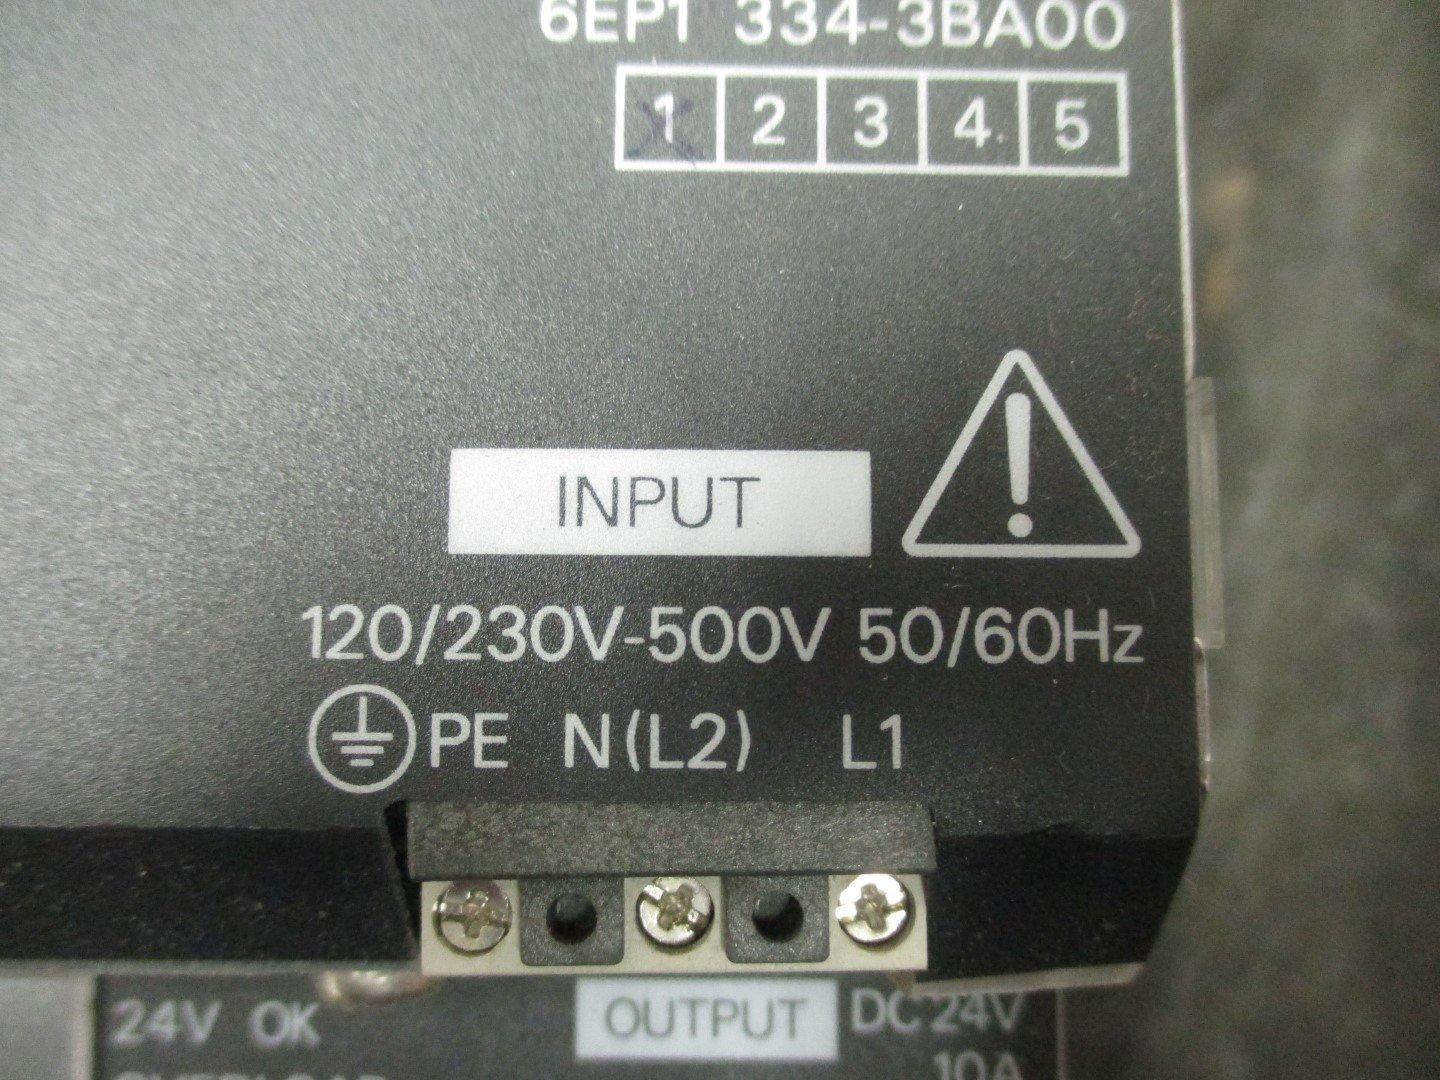 6EP1 334-3BA00
1 2 3 4 5
INPUT
120/230V-500V 50/60Hz
PE N(L2) L1
24V OK OUTPUT DC 24V
OVERLOAD 10A